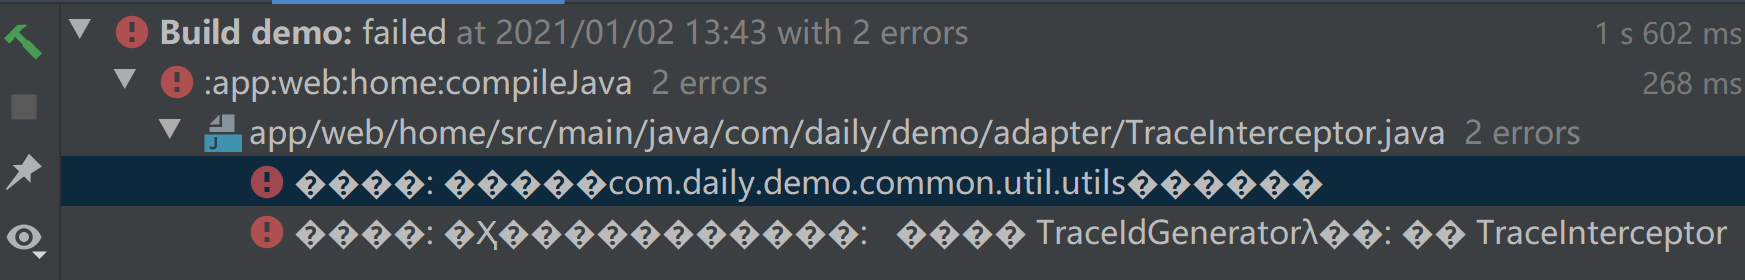 Build demo: failed at 2021/01/02 13:43 with 2 errors 1 s 602 ms
:app:web:home:compileJava 2 errors 268 ms
app/web/home/src/main/java/com/daily/demo/adapter/TraceInterceptor.java 2 errors
����: �����com.daily.demo.common.util.utils������
����: �Ҳ����������: ���� TraceIdGeneratorλ��: �� TraceInterceptor